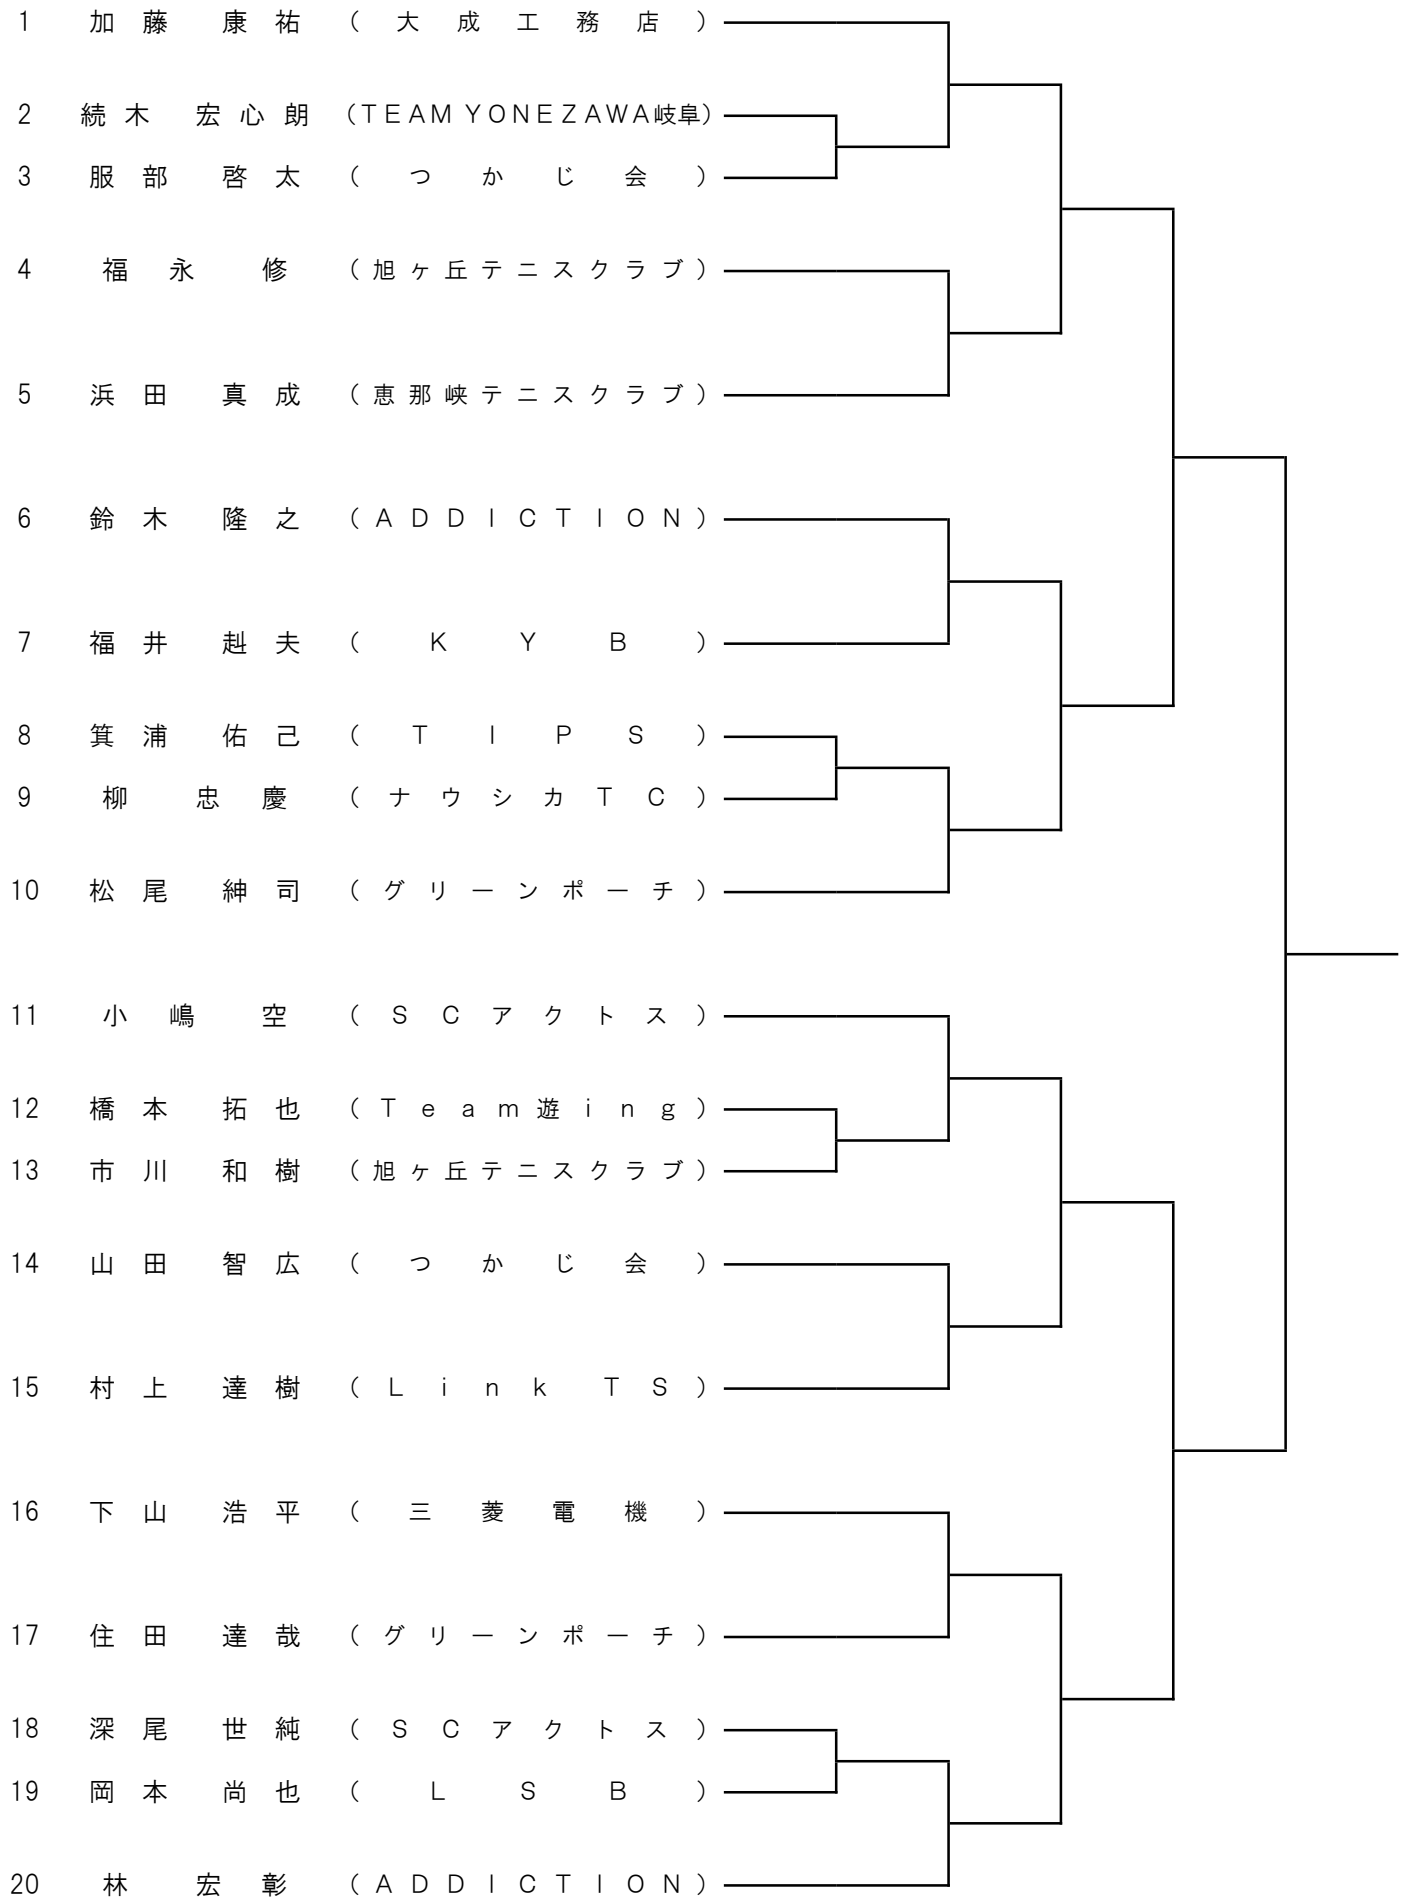 1 加藤 康祐 (大成工務店)
2 続木 宏心朗 (TEAM YONEZAWA岐阜)
3 服部 啓太 (つかじ会)
4 福永 修 (旭ヶ丘テニスクラブ)
5 浜田 真成 (恵那峡テニスクラブ)
6 鈴木 隆之 (ADDICTION)
7 福井 赳夫 (KYB)
8 箕浦 佑己 (TIPS)
9 柳 忠慶 (ナウシカTC)
10 松尾 紳司 (グリーンポーチ)
11 小嶋 空 (SCアクトス)
12 橋本 拓也 (Team遊ing)
13 市川 和樹 (旭ヶ丘テニスクラブ)
14 山田 智広 (つかじ会)
15 村上 達樹 (Link TS)
16 下山 浩平 (三菱電機)
17 住田 達哉 (グリーンポーチ)
18 深尾 世純 (SCアクトス)
19 岡本 尚也 (LSB)
20 林 宏彰 (ADDICTION)